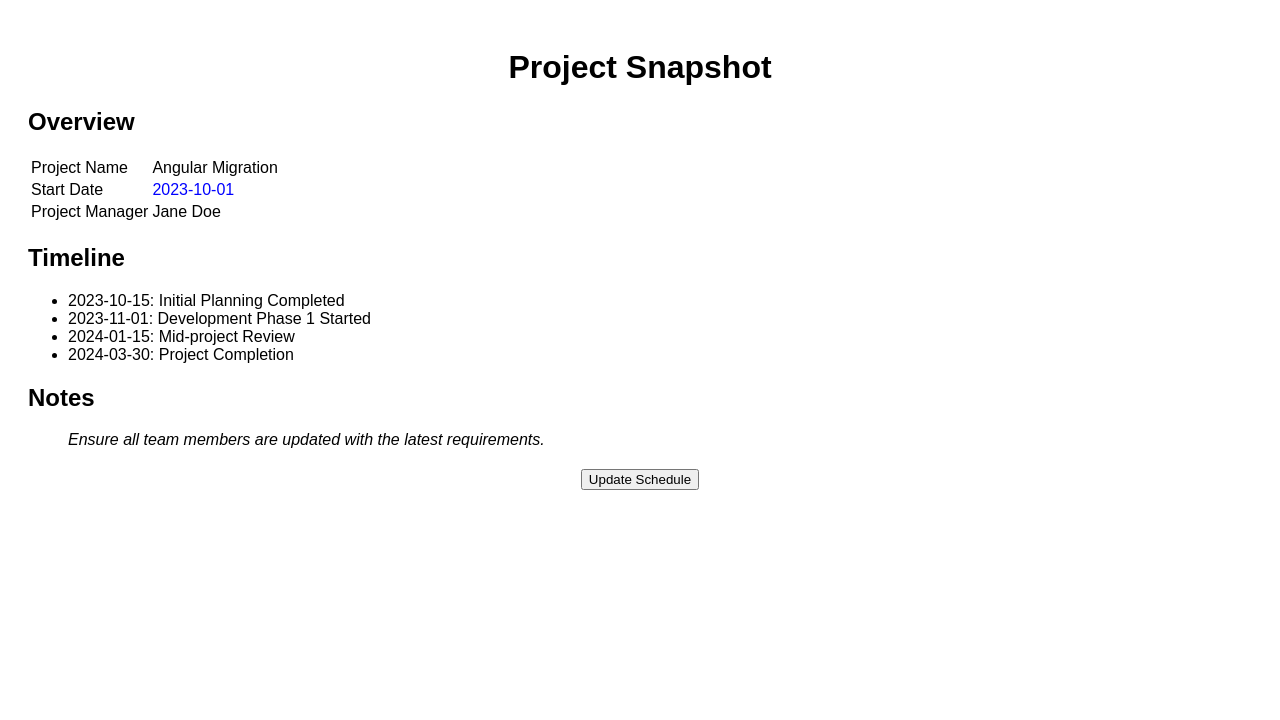 Project Snapshot
Overview
Project Name Angular Migration
Start Date 2023-10-01
Project Manager Jane Doe
Timeline
2023-10-15: Initial Planning Completed
2023-11-01: Development Phase 1 Started
2024-01-15: Mid-project Review
2024-03-30: Project Completion
Notes
Ensure all team members are updated with the latest requirements.
Update Schedule